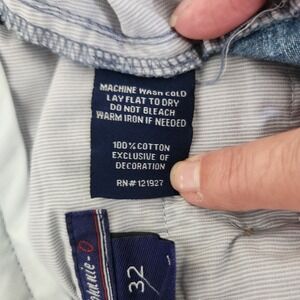 MACHINE WASH COLD
LAY FLAT TO DRY
DO NOT BLEACH
WARM IRON IF NEEDED
100% COTTON
EXCLUSIVE OF
DECORATION
RN# 121927
32